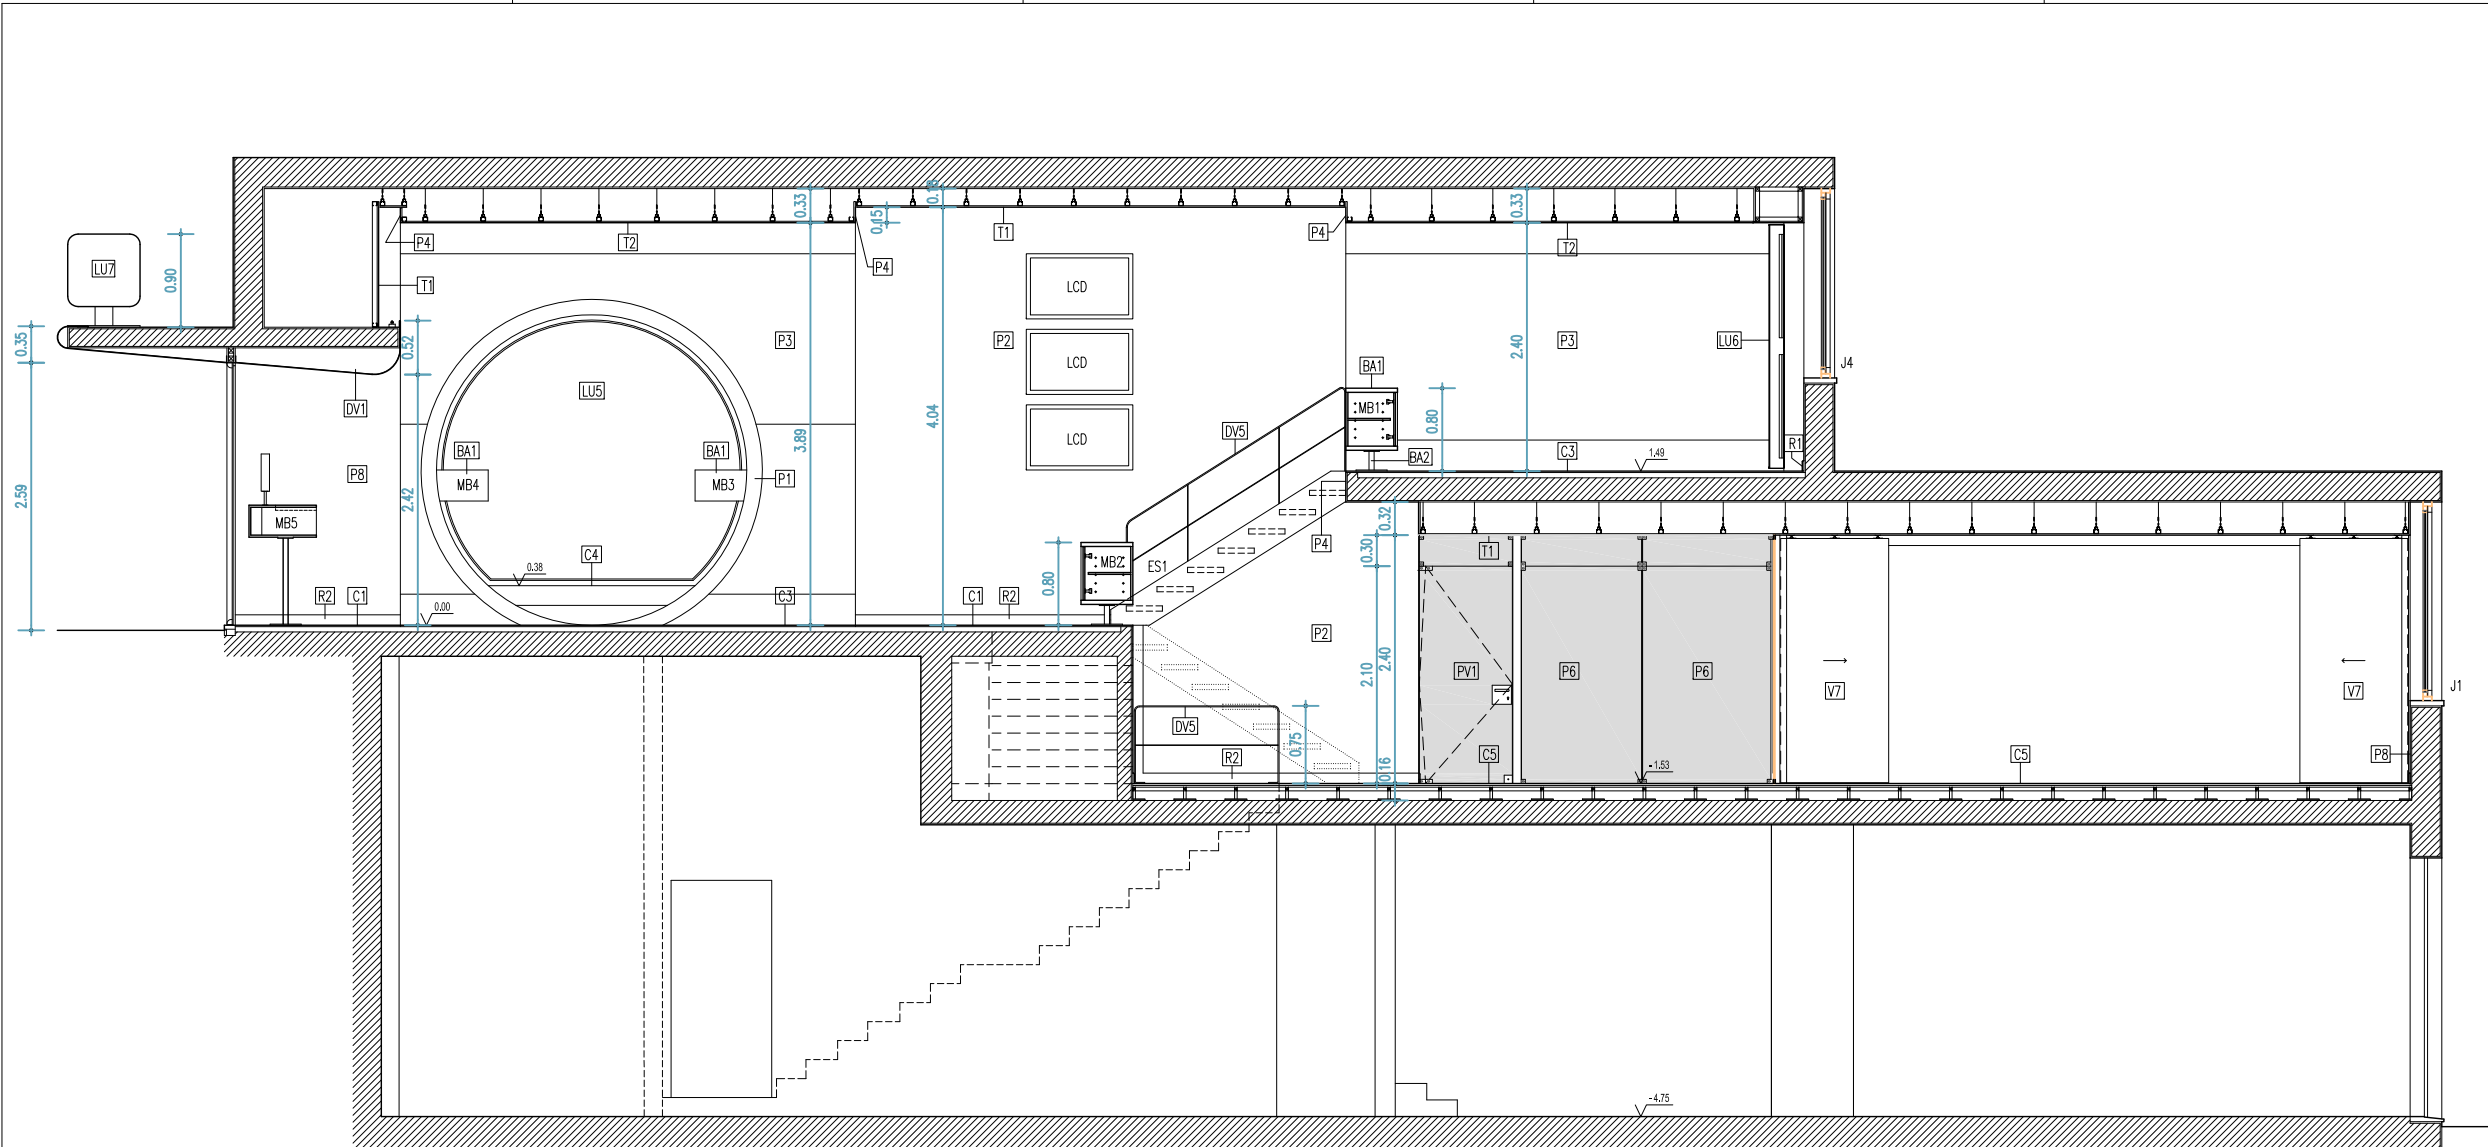 0.33
0.15
0.33
P4
T2
0.15
T1
P4
T2
LU7
0.90
P4
T1
LCD
0.35
0.52
P3
P2
LCD
2.40
P3
LU6
J4
BA1
LU5
DV1
MB1
0.80
3.89
4.04
LCD
DV5
R1
BA1
BA1
C3
1.49
BA2
P8
MB4
MB3
P1
2.59
2.42
MB5
0.32
P4
0.30
T1
C4
0.38
MB2
ES1
0.80
R2
C1
0.00
C3
C1
R2
P2
2.10
2.40
PV1
P6
P6
V7
V7
J1
DV5
0.75
R2
C5
0.16
-1.53
C5
P8
-4.75